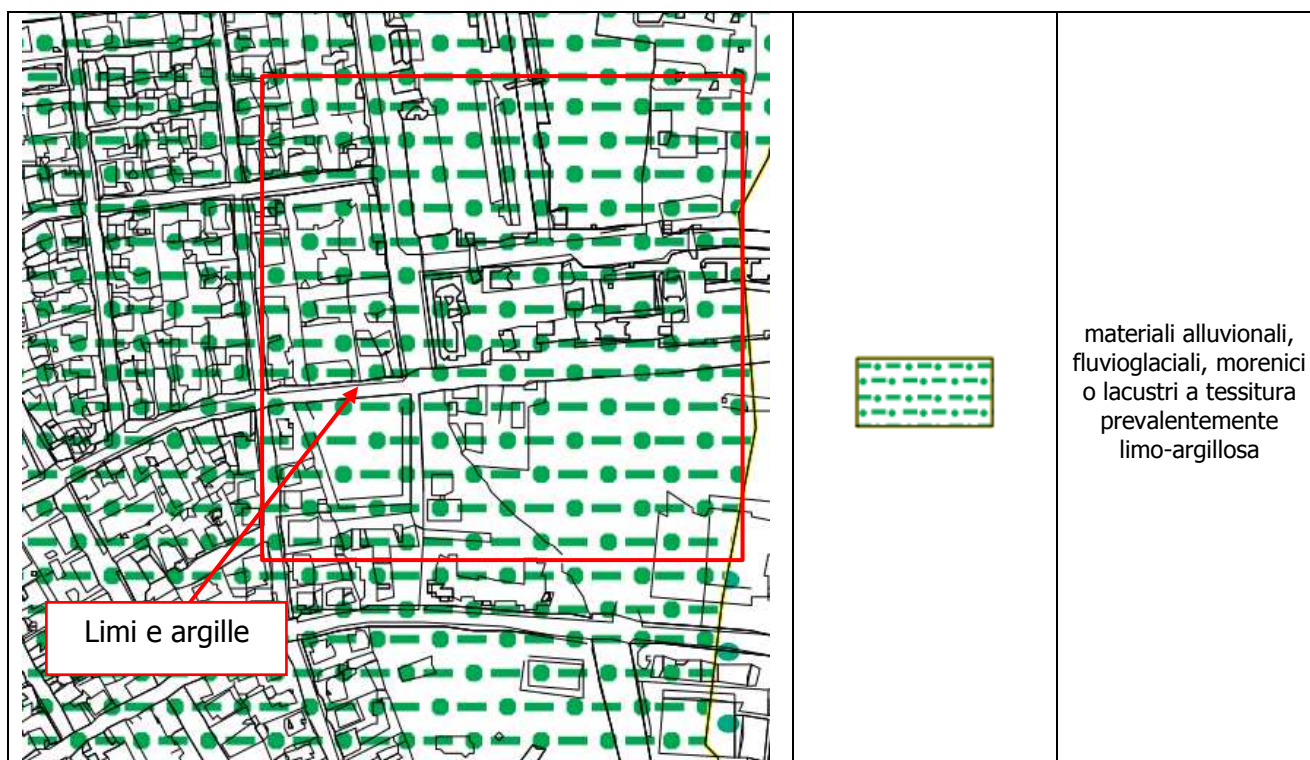 Limi e argille
materiali alluvionali,
fluvioglaciali, morenici
o lacustri a tessitura
prevalentemente
limo-argillosa